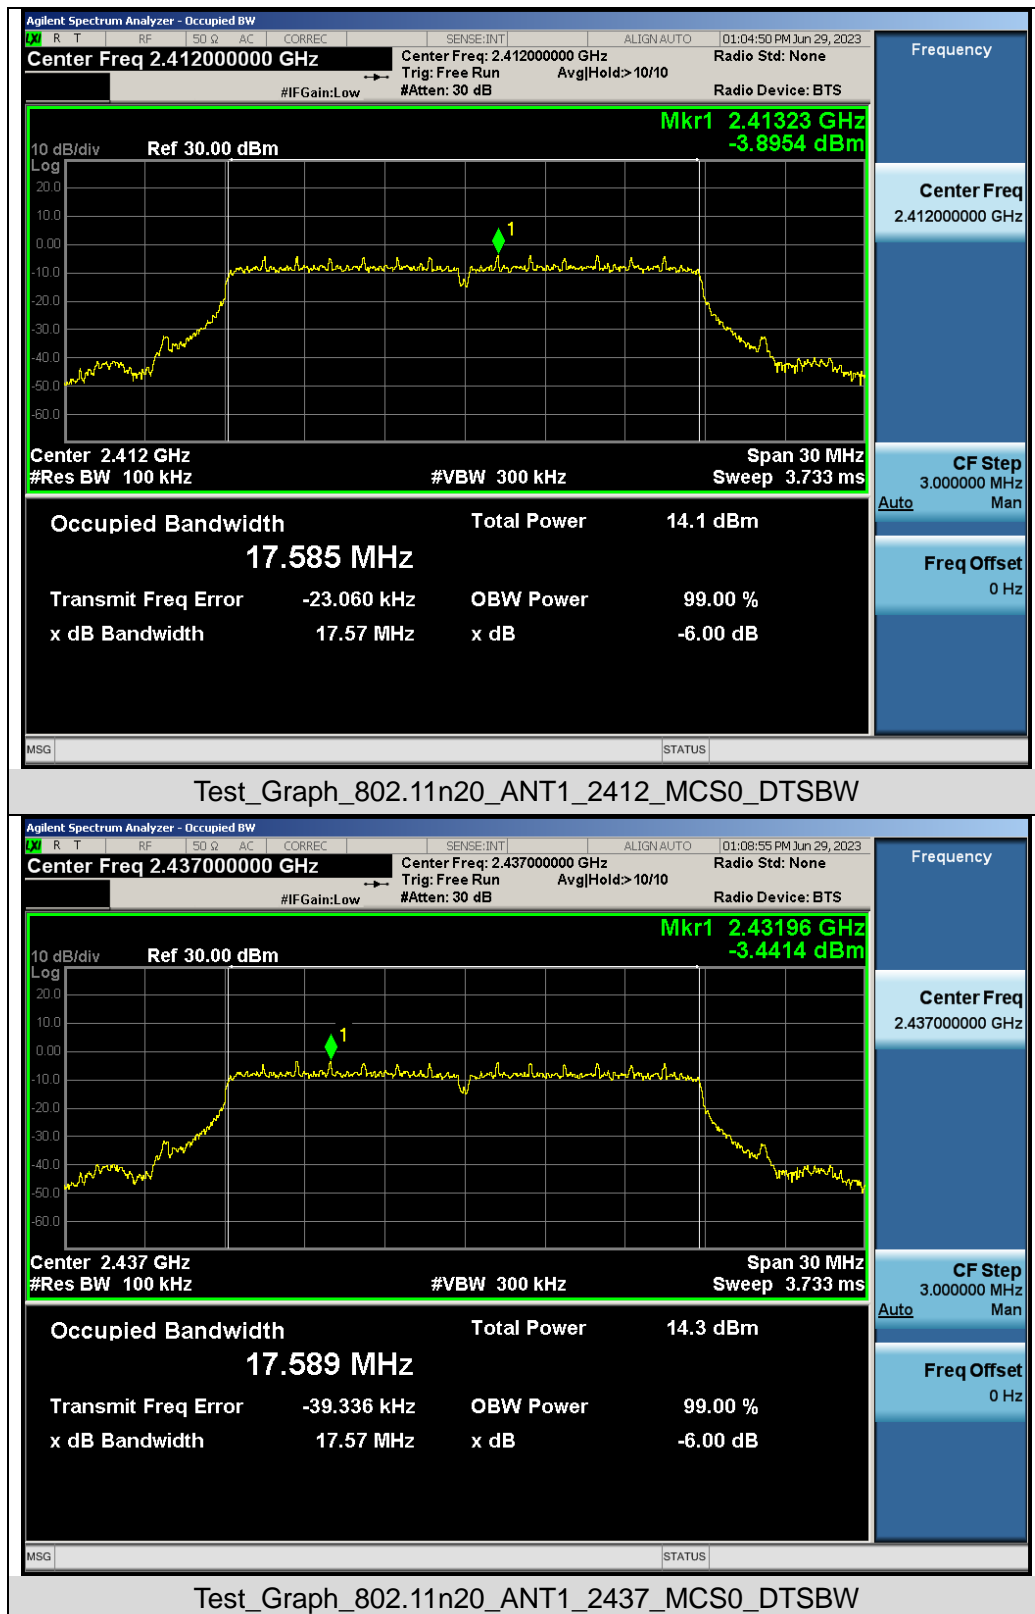 Agilent Spectrum Analyzer - Occupied BW
LXI R T RF 50 Ω AC CORREC SENSE:INT ALIGN AUTO 01:04:50 PM Jun 29, 2023
Center Freq 2.412000000 GHz Center Freq: 2.412000000 GHz Radio Std: None Frequency
Trig: Free Run Avg|Hold:> 10/10
#IFGain:Low #Atten: 30 dB Radio Device: BTS
Mkr1 2.41323 GHz
10 dB/div Ref 30.00 dBm -3.8954 dBm
Log
20.0
10.0
0.00
-10.0
-20.0
-30.0
-40.0
-50.0
-60.0
1
Center Freq
2.412000000 GHz
Center 2.412 GHz Span 30 MHz
#Res BW 100 kHz #VBW 300 kHz Sweep 3.733 ms
CF Step
3.000000 MHz
Auto Man
Occupied Bandwidth Total Power 14.1 dBm
17.585 MHz
Transmit Freq Error -23.060 kHz OBW Power 99.00 %
x dB Bandwidth 17.57 MHz x dB -6.00 dB
Freq Offset
0 Hz
MSG STATUS
Test_Graph_802.11n20_ANT1_2412_MCS0_DTSBW
Agilent Spectrum Analyzer - Occupied BW
LXI R T RF 50 Ω AC CORREC SENSE:INT ALIGN AUTO 01:08:55 PM Jun 29, 2023
Center Freq 2.437000000 GHz Center Freq: 2.437000000 GHz Radio Std: None Frequency
Trig: Free Run Avg|Hold:> 10/10
#IFGain:Low #Atten: 30 dB Radio Device: BTS
Mkr1 2.43196 GHz
10 dB/div Ref 30.00 dBm -3.4414 dBm
Log
20.0
10.0
0.00
-10.0
-20.0
-30.0
-40.0
-50.0
-60.0
1
Center Freq
2.437000000 GHz
Center 2.437 GHz Span 30 MHz
#Res BW 100 kHz #VBW 300 kHz Sweep 3.733 ms
CF Step
3.000000 MHz
Auto Man
Occupied Bandwidth Total Power 14.3 dBm
17.589 MHz
Transmit Freq Error -39.336 kHz OBW Power 99.00 %
x dB Bandwidth 17.57 MHz x dB -6.00 dB
Freq Offset
0 Hz
MSG STATUS
Test_Graph_802.11n20_ANT1_2437_MCS0_DTSBW